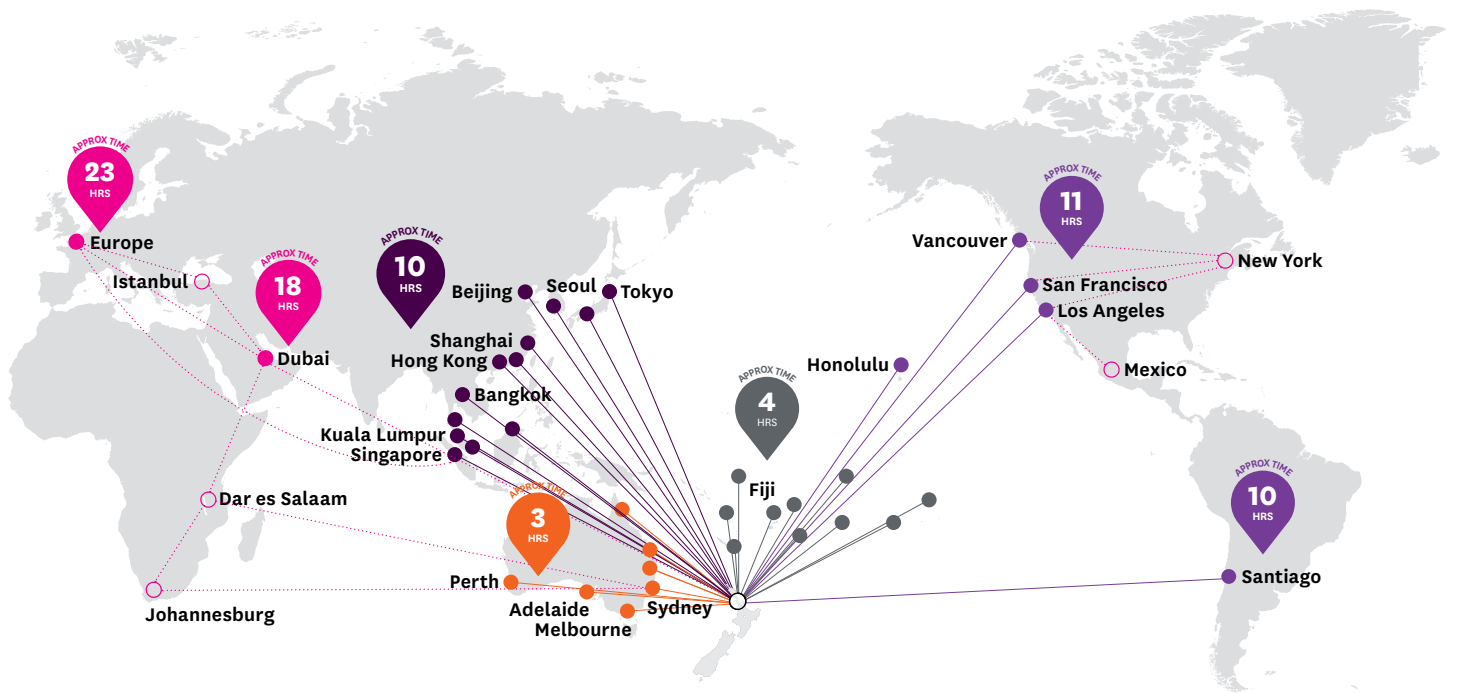 APPROX TIME
23
HRS
Europe
Istanbul
APPROX TIME
18
HRS
Dubai
APPROX TIME
10
HRS
Beijing
Seoul
Tokyo
Shanghai
Hong Kong
Bangkok
Kuala Lumpur
Singapore
Dar es Salaam
Johannesburg
APPROX TIME
3
HRS
Perth
Adelaide
Melbourne
Sydney
APPROX TIME
4
HRS
Fiji
Honolulu
APPROX TIME
11
HRS
Vancouver
New York
San Francisco
Los Angeles
Mexico
APPROX TIME
10
HRS
Santiago